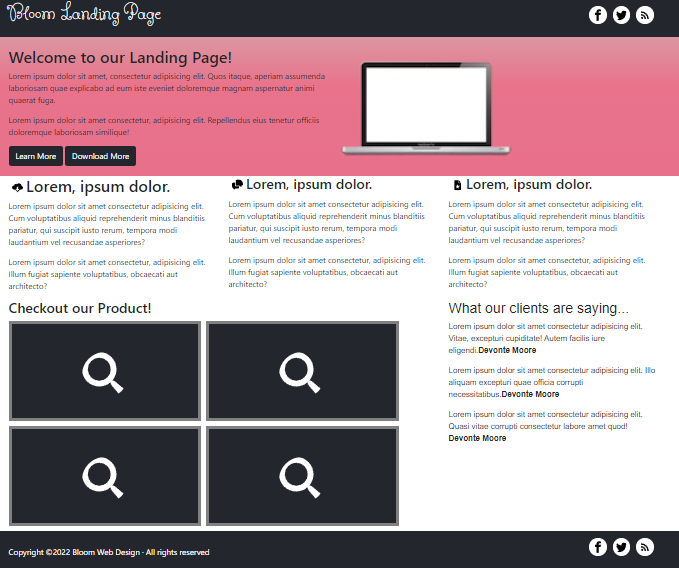 Bloom Landing Page
Welcome to our Landing Page!
Lorem ipsum dolor sit amet, consectetur adipisicing elit. Quos itaque, aperiam assumenda
laboriosam quae explicabo ad eum iste eveniet doloremque magnam aspernatur animi
quaerat fuga.
Lorem ipsum dolor sit amet consectetur, adipisicing elit. Repellendus eius tenetur officiis
doloremque laboriosam similique!
Learn More
Download More
Lorem, ipsum dolor.
Lorem ipsum dolor sit amet consectetur adipisicing elit.
Cum voluptatibus aliquid reprehenderit minus blanditiis
pariatur, qui suscipit iusto rerum, tempora modi
laudantium vel recusandae asperiores?
Lorem ipsum dolor sit amet consectetur, adipisicing elit.
Illum fugiat sapiente voluptatibus, obcaecati aut
architecto?
Lorem, ipsum dolor.
Lorem ipsum dolor sit amet consectetur adipisicing elit.
Cum voluptatibus aliquid reprehenderit minus blanditiis
pariatur, qui suscipit iusto rerum, tempora modi
laudantium vel recusandae asperiores?
Lorem ipsum dolor sit amet consectetur, adipisicing elit.
Illum fugiat sapiente voluptatibus, obcaecati aut
architecto?
Lorem, ipsum dolor.
Lorem ipsum dolor sit amet consectetur adipisicing elit.
Cum voluptatibus aliquid reprehenderit minus blanditiis
pariatur, qui suscipit iusto rerum, tempora modi
laudantium vel recusandae asperiores?
Lorem ipsum dolor sit amet consectetur, adipisicing elit.
Illum fugiat sapiente voluptatibus, obcaecati aut
architecto?
Checkout our Product!
What our clients are saying...
Lorem ipsum dolor sit amet consectetur adipisicing elit.
Vitae, excepturi cupiditate! Autem facilis iure
eligendi.Devonte Moore
Lorem ipsum dolor sit amet consectetur adipisicing elit. Illo
aliquam excepturi quae officia corrupti
necessitatibus.Devonte Moore
Lorem ipsum dolor sit amet consectetur adipisicing elit.
Quasi vitae corrupti consectetur labore amet quod!
Devonte Moore
Copyright ©2022 Bloom Web Design · All rights reserved